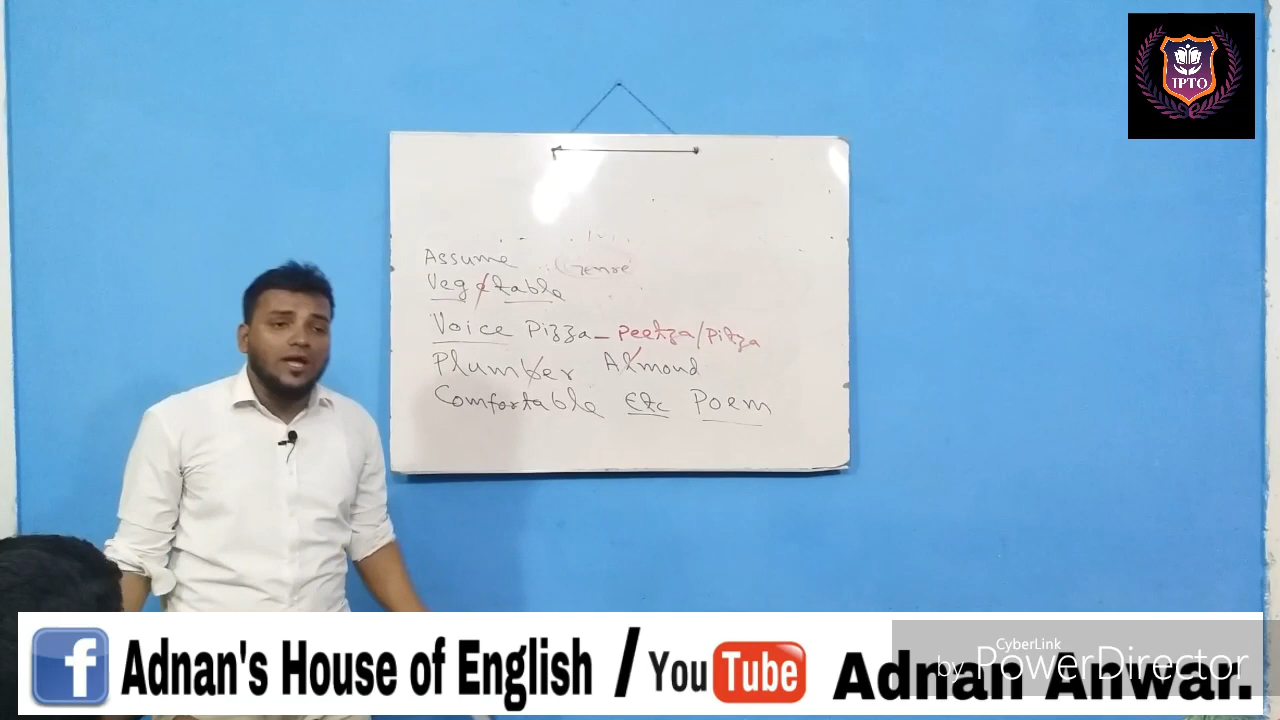 IPTO
Assume Genre
Vegetable
Voice Pizza - Peetza/Pitza
Plumber Almond
Comfortable Etc Poem
f Adnan's House of English / YouTube Adnan Anwar.
CyberLink
by PowerDirector